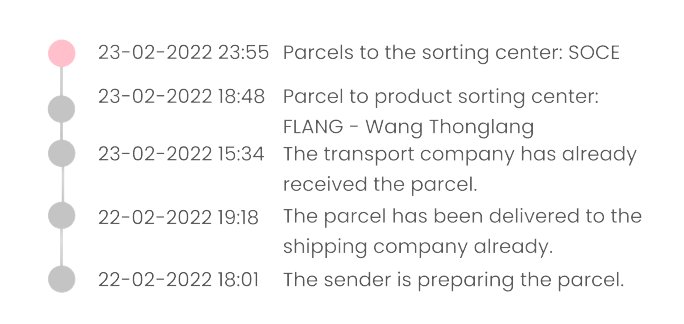 23-02-2022 23:55 Parcels to the sorting center: SOCE
23-02-2022 18:48 Parcel to product sorting center:
FLANG - Wang Thonglang
23-02-2022 15:34 The transport company has already
received the parcel.
22-02-2022 19:18 The parcel has been delivered to the
shipping company already.
22-02-2022 18:01 The sender is preparing the parcel.